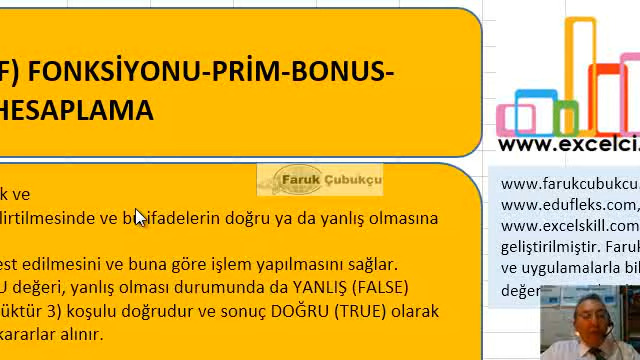 F) FONKSİYONU-PRİM-BONUS-
HESAPLAMA
www.excelci.
Faruk Çubukçu
k ve
lirtilmesinde ve bu ifadelerin doğru ya da yanlış olmasına
est edilmesini ve buna göre işlem yapılmasını sağlar.
U değeri, yanlış olması durumunda da YANLIŞ (FALSE)
üktür 3) koşulu doğrudur ve sonuç DOĞRU (TRUE) olarak
kararlar alınır.
www.farukcubukcu.
www.edufleks.com,
www.excelskill.com
geliştirilmiştir. Faruk
ve uygulamalarla bil
değer